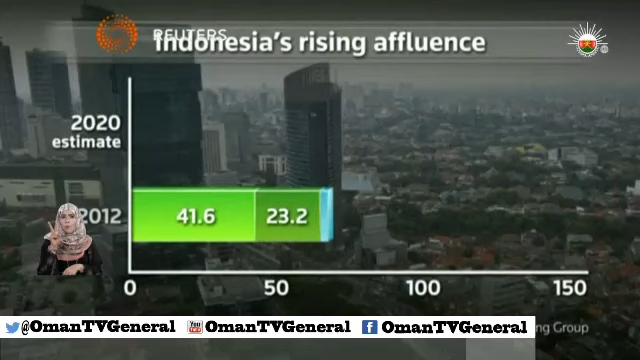 REUTERS
Indonesia's rising affluence
2020
estimate
2012
41.6
23.2
0
50
100
150
ing Group
@OmanTVGeneral
OmanTVGeneral
OmanTVGeneral